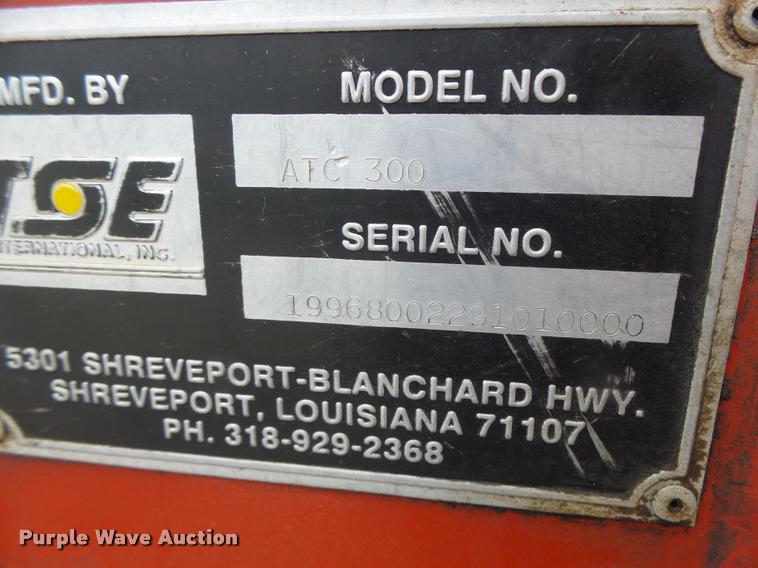 MFD. BY
MODEL NO.
TSE
INTERNATIONAL, INC.
ATC 300
SERIAL NO.
19968002291010000
5301 SHREVEPORT-BLANCHARD HWY.
SHREVEPORT, LOUISIANA 71107
PH. 318-929-2368
Purple Wave Auction